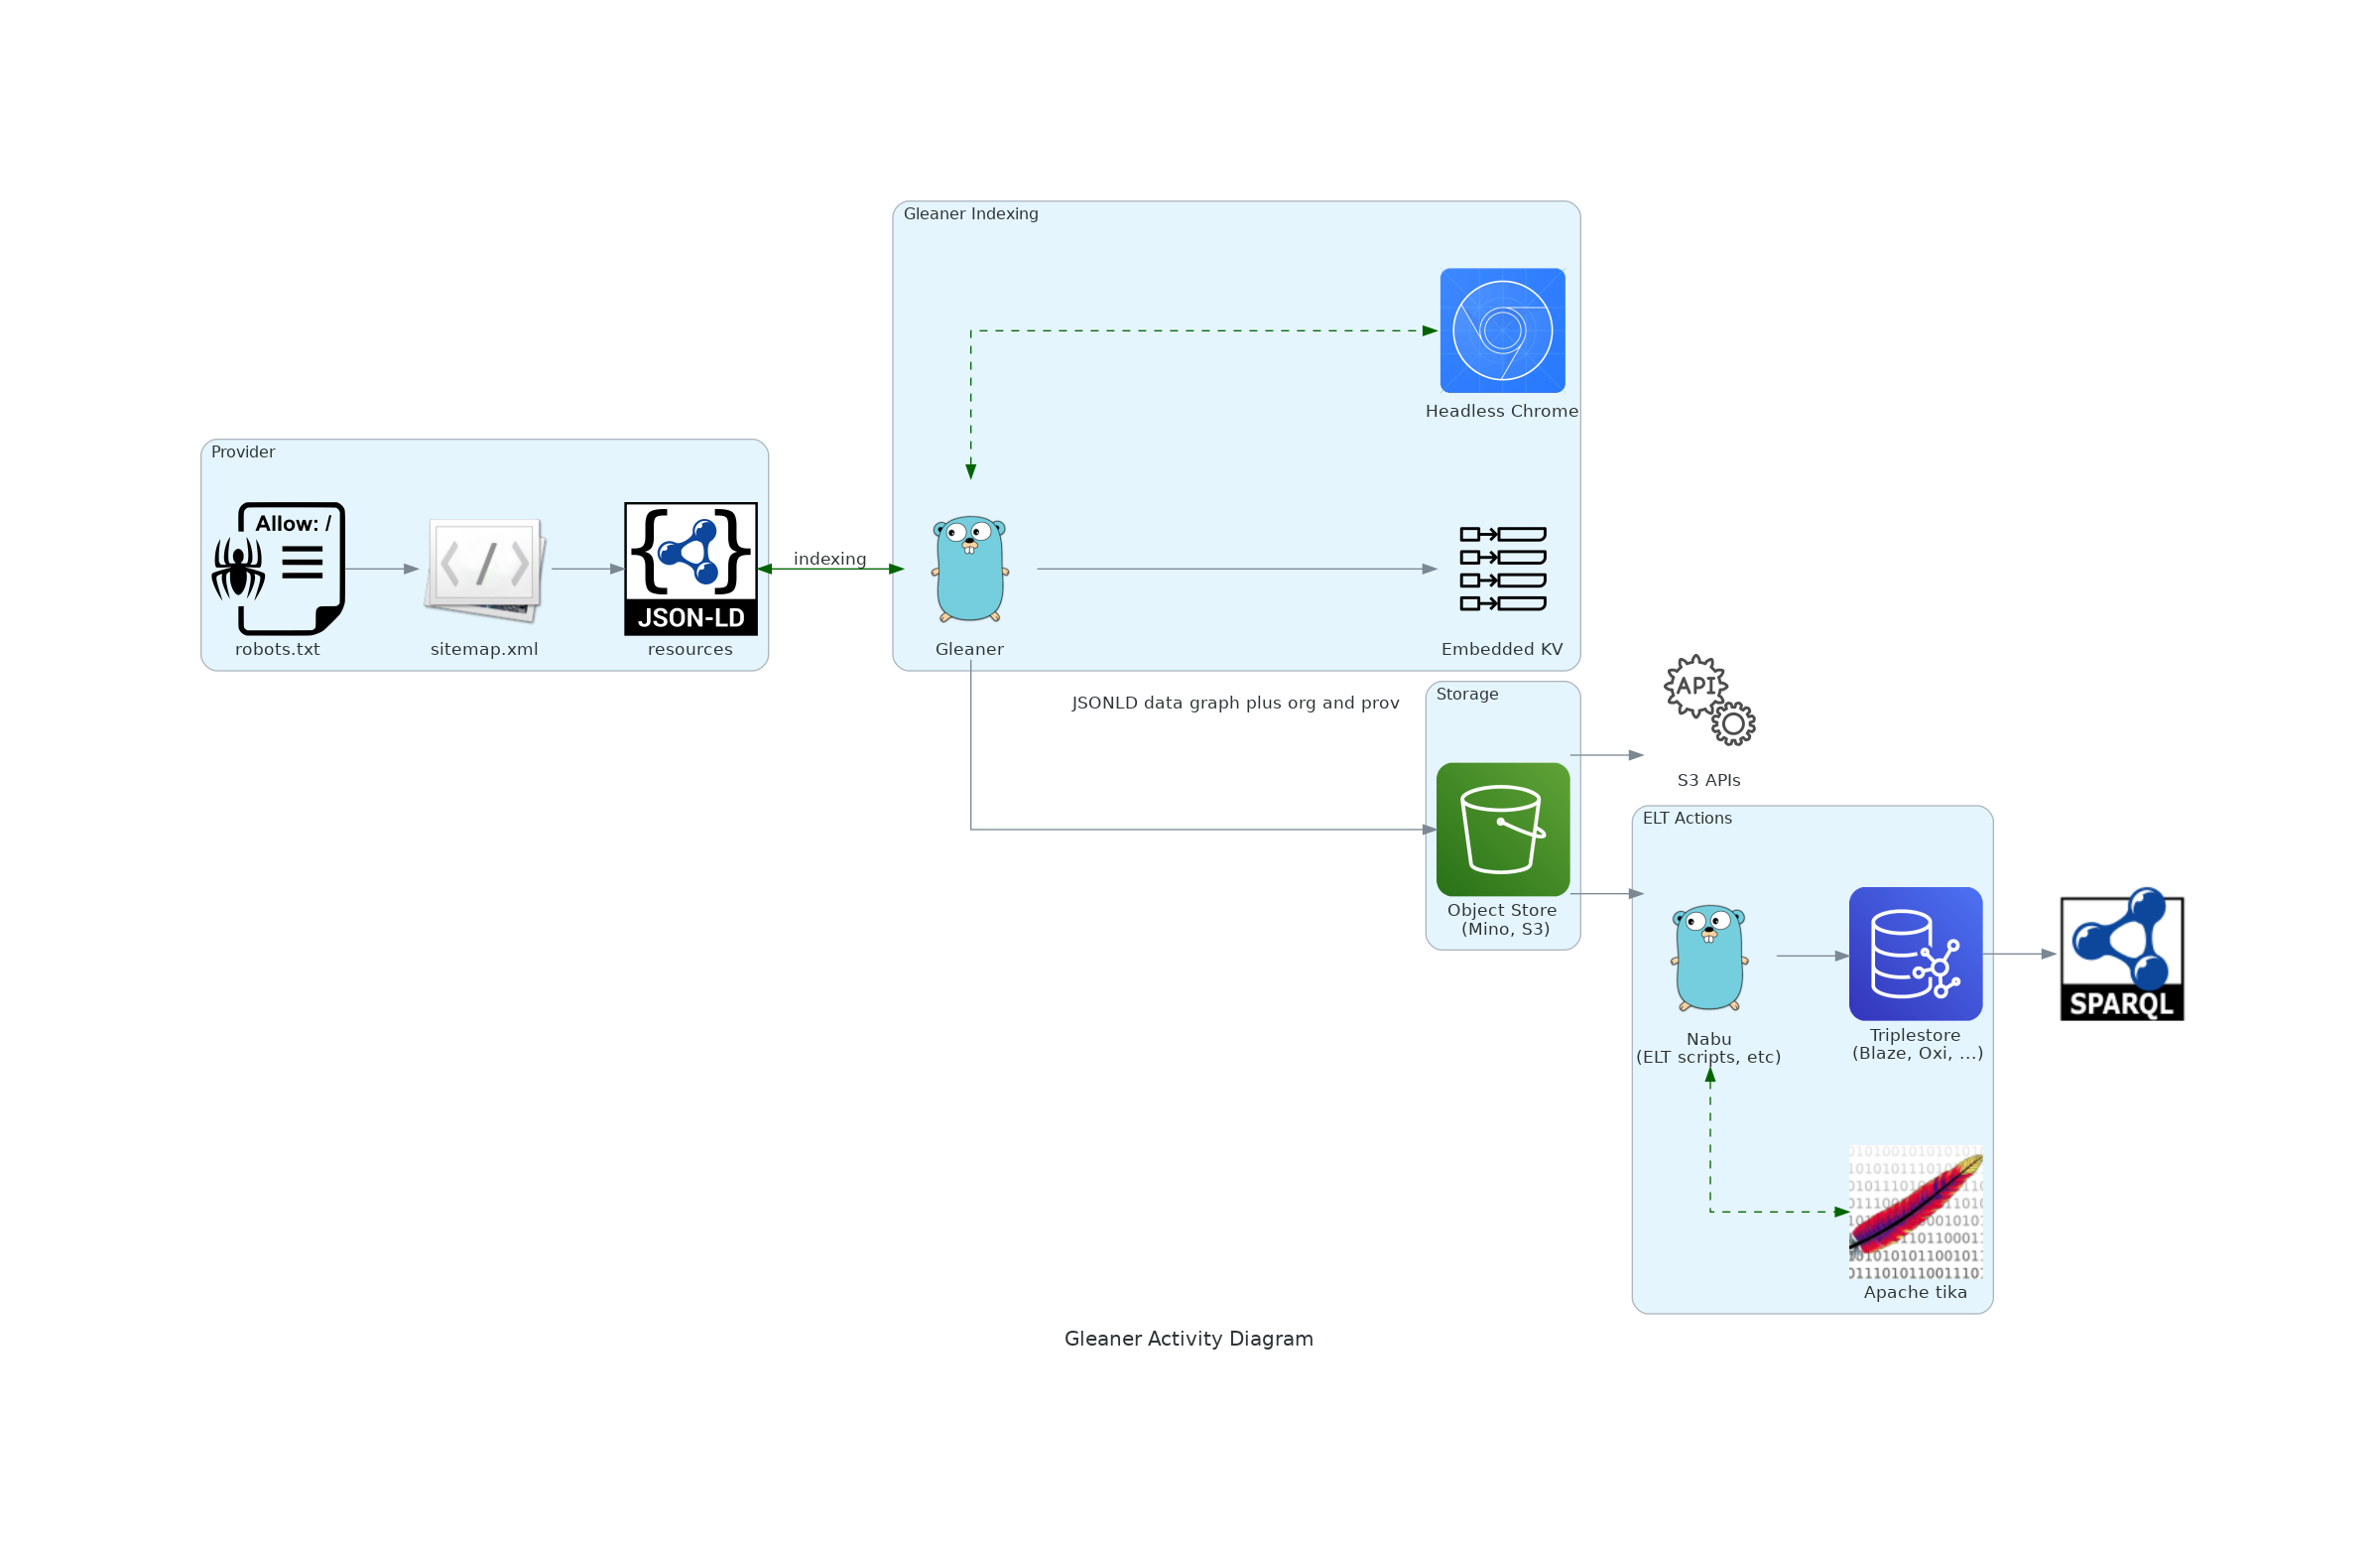 Gleaner Indexing
Headless Chrome
Provider
Allow: /
JSON-LD
robots.txt
sitemap.xml
resources
indexing
Gleaner
Embedded KV
JSONLD data graph plus org and prov
Storage
API
S3 APIs
Object Store
(Mino, S3)
ELT Actions
Nabu
(ELT scripts, etc)
Triplestore
(Blaze, Oxi, ...)
SPARQL
Apache tika
Gleaner Activity Diagram